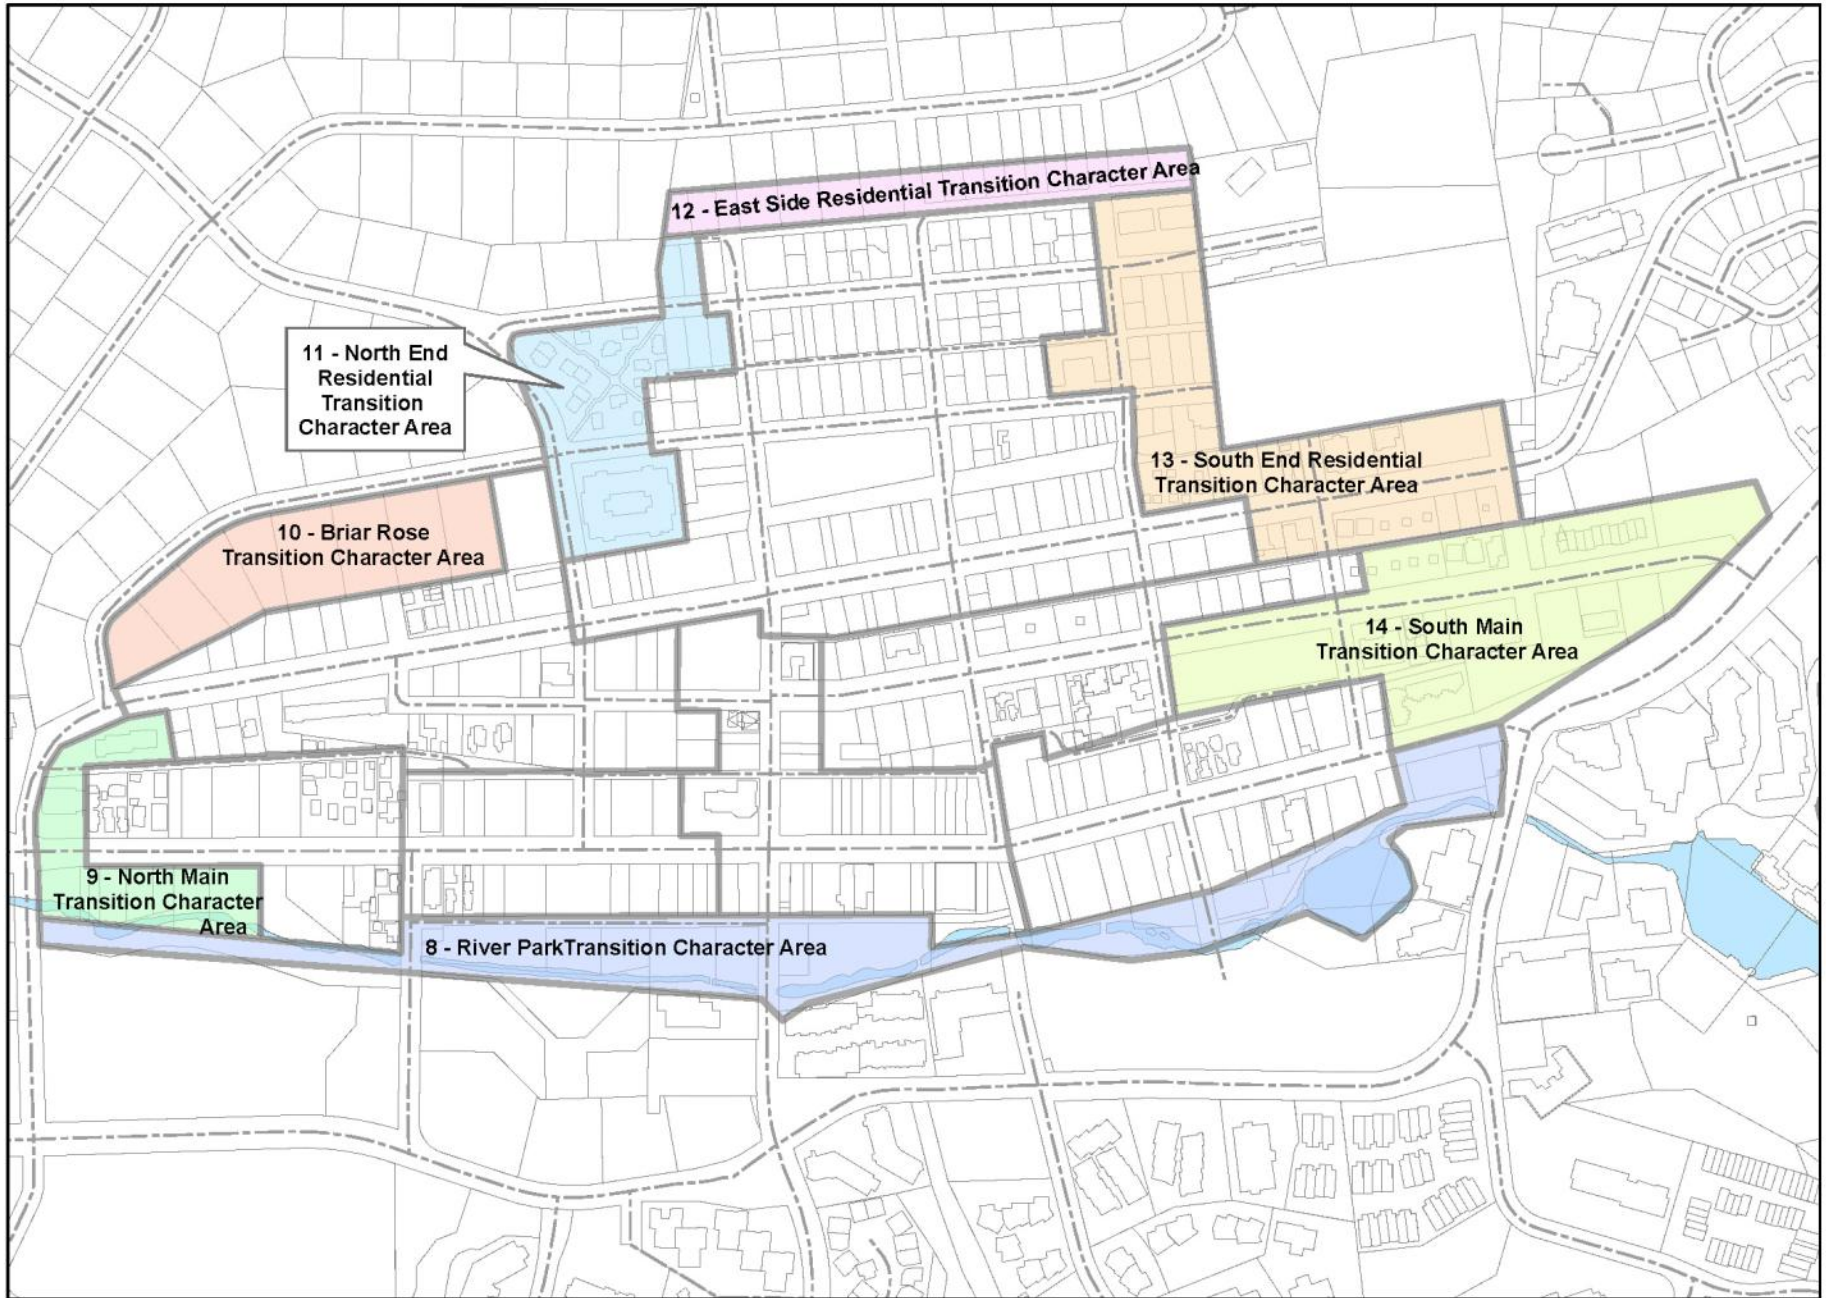 12 - East Side Residential Transition Character Area
11 - North End
Residential
Transition
Character Area
13 - South End Residential
Transition Character Area
10 - Briar Rose
Transition Character Area
14 - South Main
Transition Character Area
9 - North Main
Transition Character
Area
8 - River ParkTransition Character Area